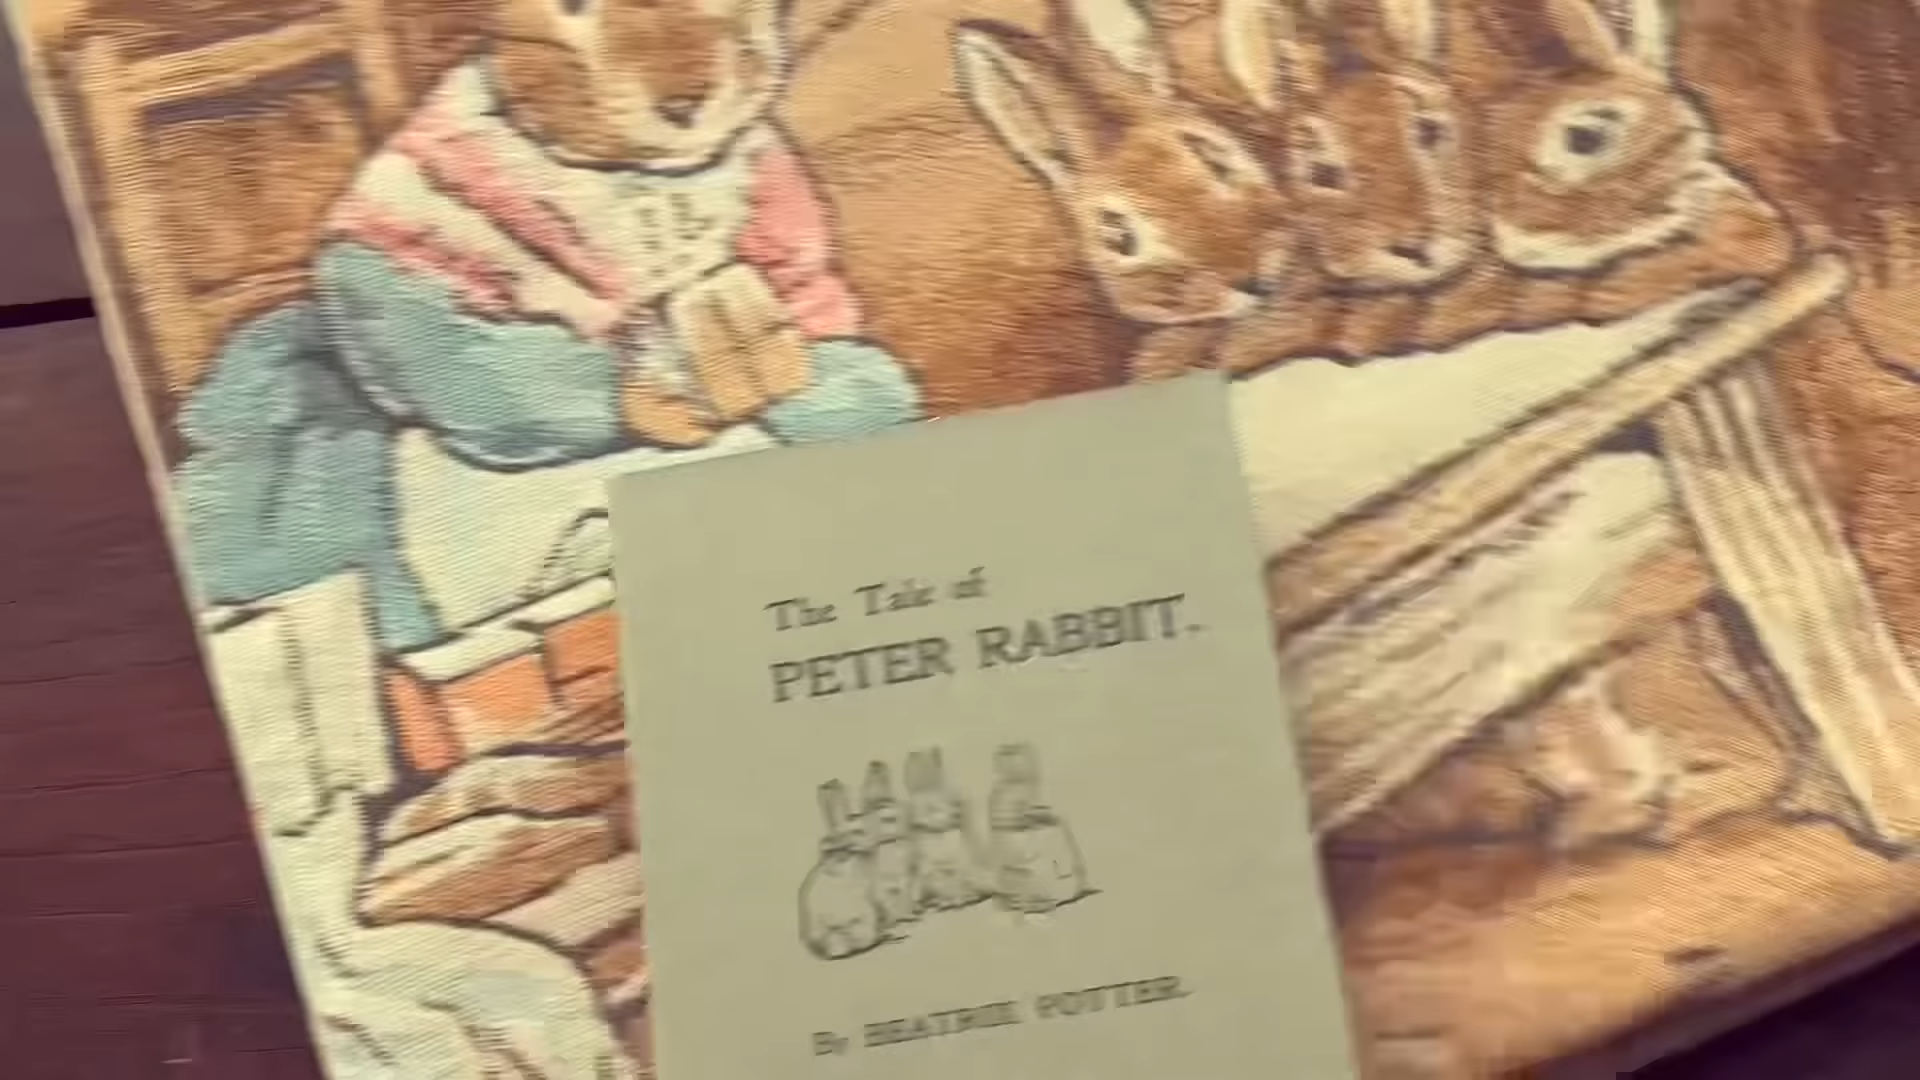 The Tale of
PETER RABBIT.
By BEATRIX POTTER.